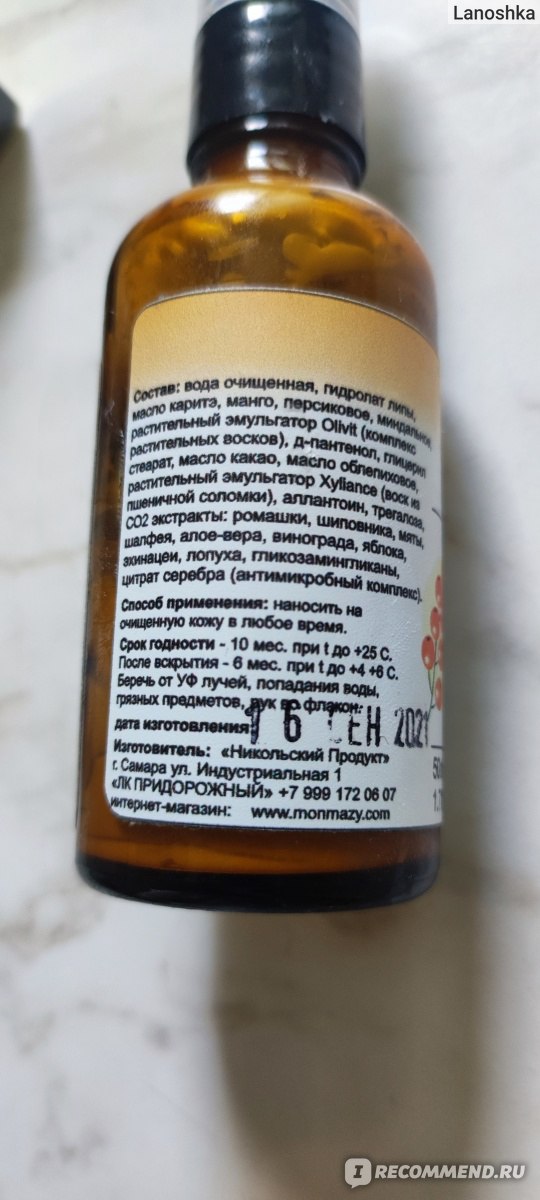 Lanoshka
Состав: вода очищенная, гидролат липы,
масло каритэ, манго, персиковое, миндальное,
растительный эмульгатор Olivit (комплекс
растительных восков), д-пантенол, глицерил
стеарат, масло какао, масло облепиховое,
растительный эмульгатор Xyliance (воск из
пшеничной соломки), аллантоин, трегалоза,
СО2 экстракты: ромашки, шиповника, мяты,
шалфея, алое-вера, винограда, яблока,
эхинацеи, лопуха, гликозамингликаны,
цитрат серебра (антимикробный комплекс).
Способ применения: наносить на
очищенную кожу в любое время.
Срок годности - 10 мес. при t до +25 С.
После вскрытия - 6 мес. при t до +4 +6 С.
Беречь от УФ лучей, попадания воды,
грязных предметов, рук во флакон.
дата изготовления: 16 СЕН 2021
Изготовитель: «Никольский Продукт»
г. Самара ул. Индустриальная 1
«ЛК ПРИДОРОЖНЫЙ» +7 999 172 06 07
интернет-магазин: www.monmazy.com
IRECOMMEND.RU